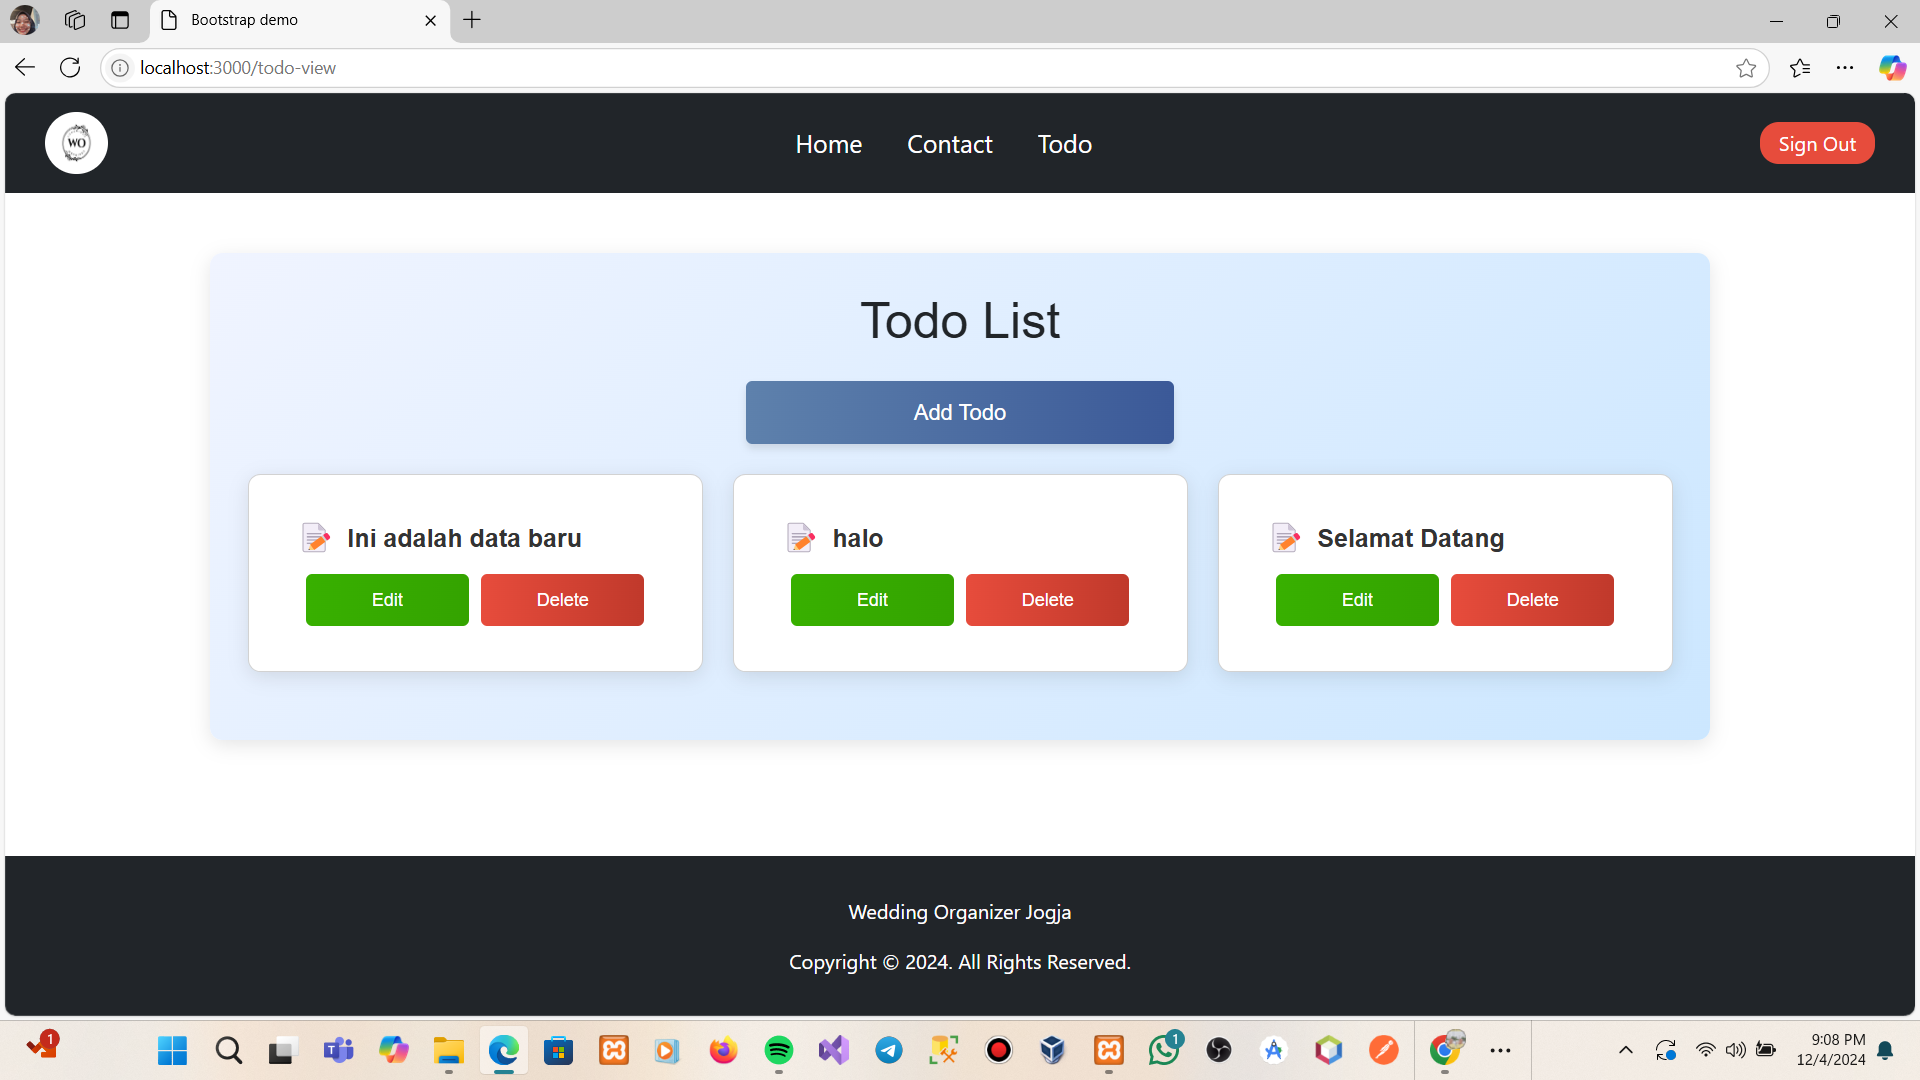 Bootstrap demo
localhost:3000/todo-view
WO
Home Contact Todo
Sign Out
Todo List
Add Todo
Ini adalah data baru
Edit Delete
halo
Edit Delete
Selamat Datang
Edit Delete
Wedding Organizer Jogja
Copyright © 2024. All Rights Reserved.
1
1
9:08 PM
12/4/2024